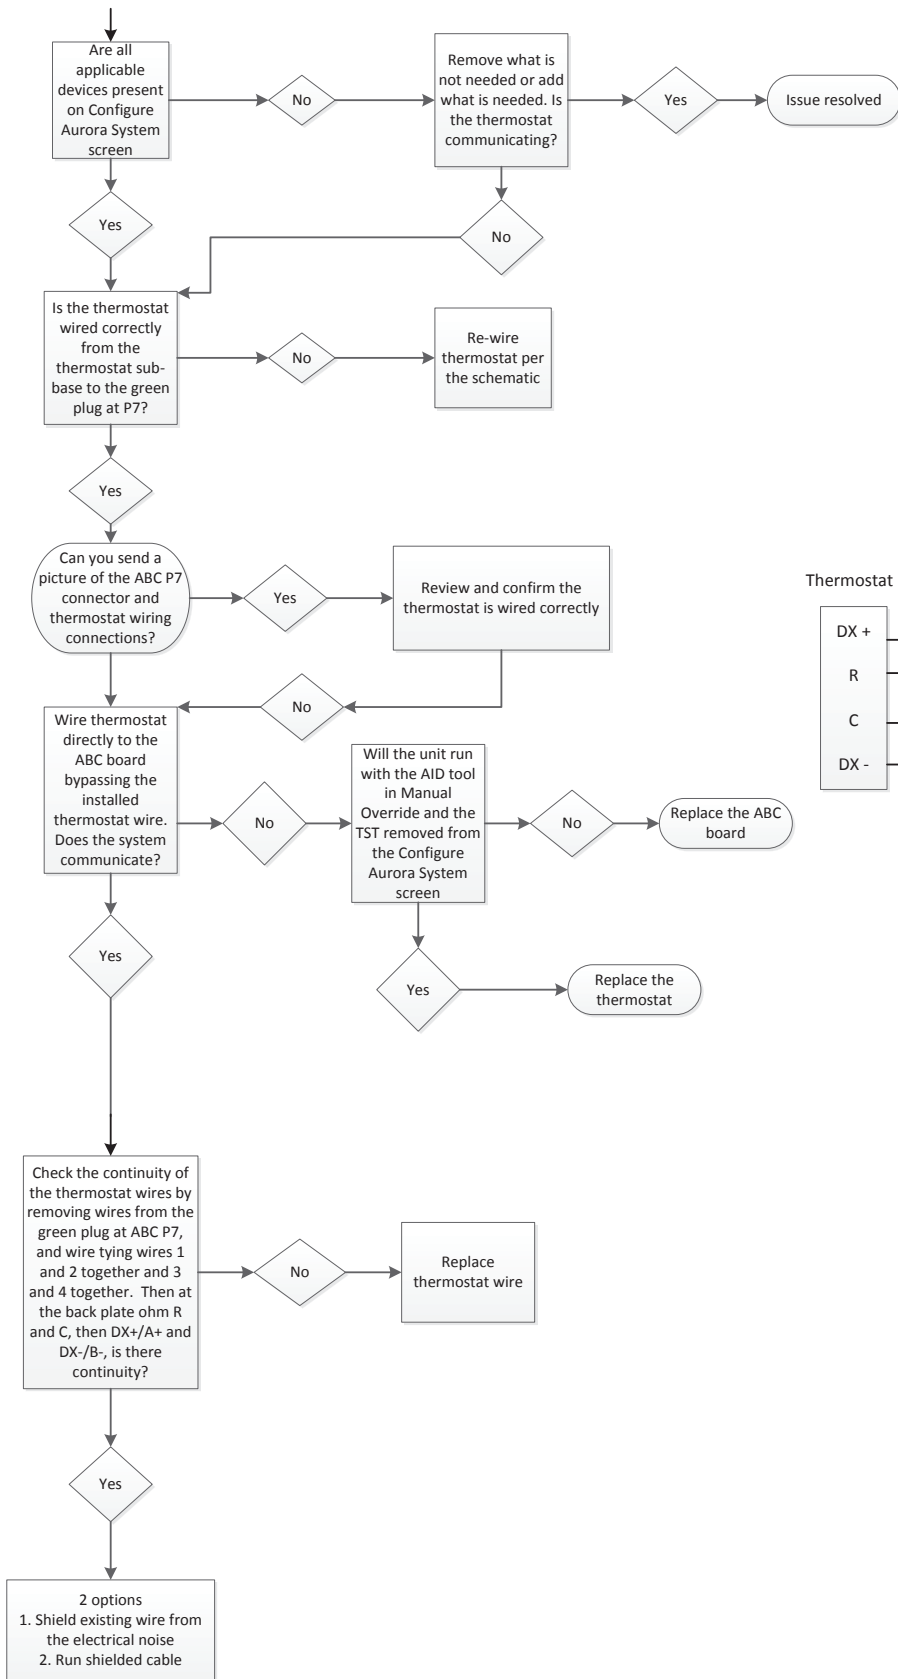 Are all
applicable
devices present
on Configure
Aurora System
screen
No
Remove what is
not needed or add
what is needed. Is
the thermostat
communicating?
Yes
Issue resolved
Yes
No
Is the thermostat
wired correctly
from the
thermostat sub-
base to the green
plug at P7?
No
Re-wire
thermostat per
the schematic
Yes
Can you send a
picture of the ABC P7
connector and
thermostat wiring
connections?
Yes
Review and confirm the
thermostat is wired correctly
Thermostat
DX +
R
C
DX -
No
Wire thermostat
directly to the
ABC board
bypassing the
installed
thermostat wire.
Does the system
communicate?
No
Will the unit run
with the AID tool
in Manual
Override and the
TST removed from
the Configure
Aurora System
screen
No
Replace the ABC
board
Yes
Yes
Replace the
thermostat
Check the continuity of
the thermostat wires by
removing wires from the
green plug at ABC P7,
and wire tying wires 1
and 2 together and 3
and 4 together. Then at
the back plate ohm R
and C, then DX+/A+ and
DX-/B-, is there
continuity?
No
Replace
thermostat wire
Yes
2 options
1. Shield existing wire from
the electrical noise
2. Run shielded cable